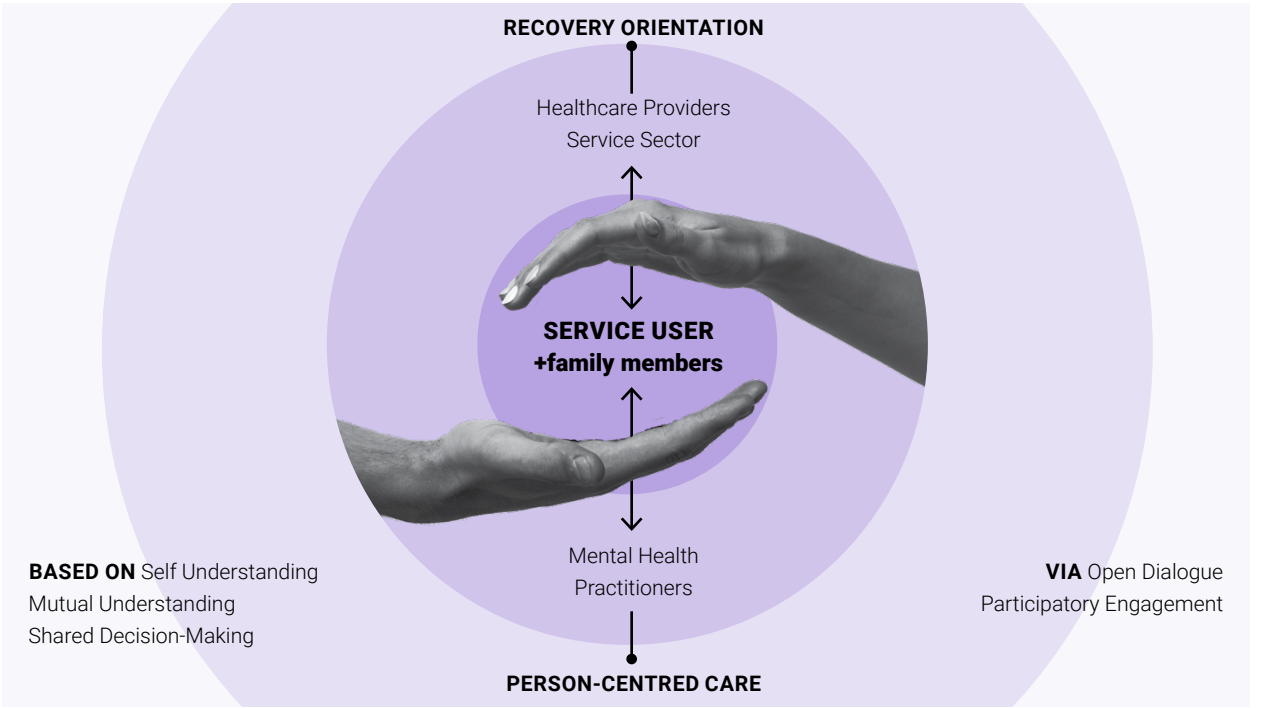 RECOVERY ORIENTATION
Healthcare Providers
Service Sector
SERVICE USER
+family members
Mental Health
Practitioners
BASED ON Self Understanding
Mutual Understanding
Shared Decision-Making
VIA Open Dialogue
Participatory Engagement
PERSON-CENTRED CARE